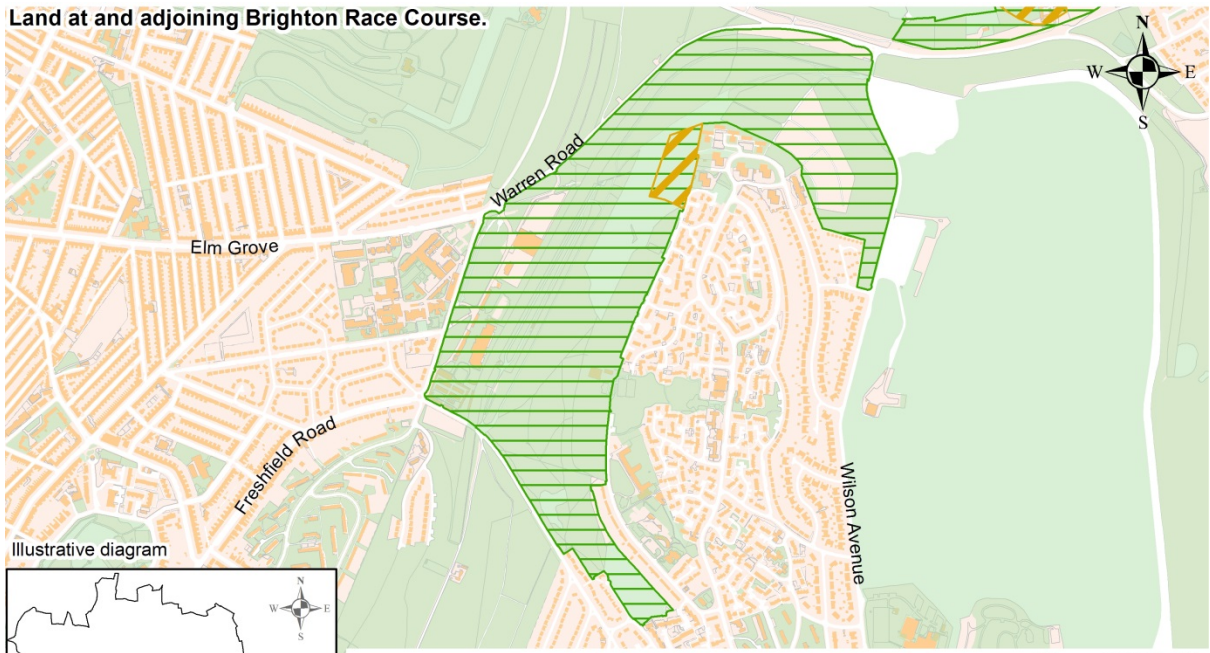 Land at and adjoining Brighton Race Course.
N
W E
S
Warren Road
Elm Grove
Freshfield Road
Wilson Avenue
Illustrative diagram
N
W E
S